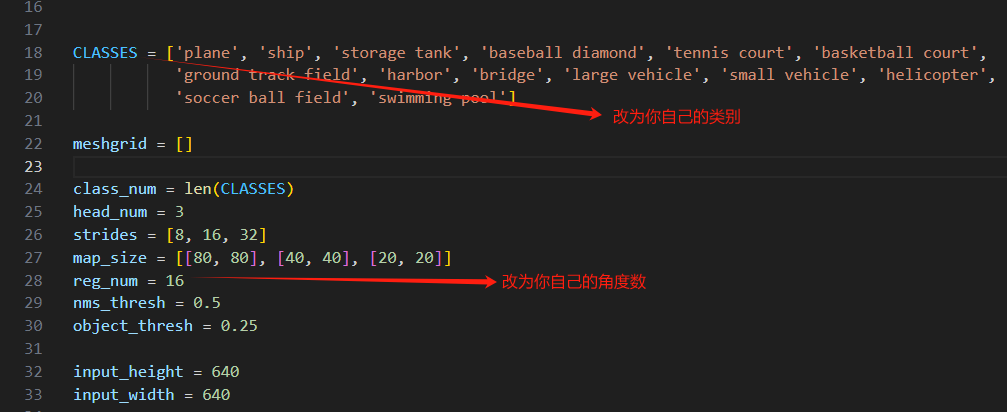 16
17
18 CLASSES = ['plane', 'ship', 'storage tank', 'baseball diamond', 'tennis court', 'basketball court',
19 'ground track field', 'harbor', 'bridge', 'large vehicle', 'small vehicle', 'helicopter',
20 'soccer ball field', 'swimming pool']
改为你自己的类别
21
22 meshgrid = []
23
24 class_num = len(CLASSES)
25 head_num = 3
26 strides = [8, 16, 32]
27 map_size = [[80, 80], [40, 40], [20, 20]]
28 reg_num = 16 改为你自己的角度数
29 nms_thresh = 0.5
30 object_thresh = 0.25
31
32 input_height = 640
33 input_width = 640